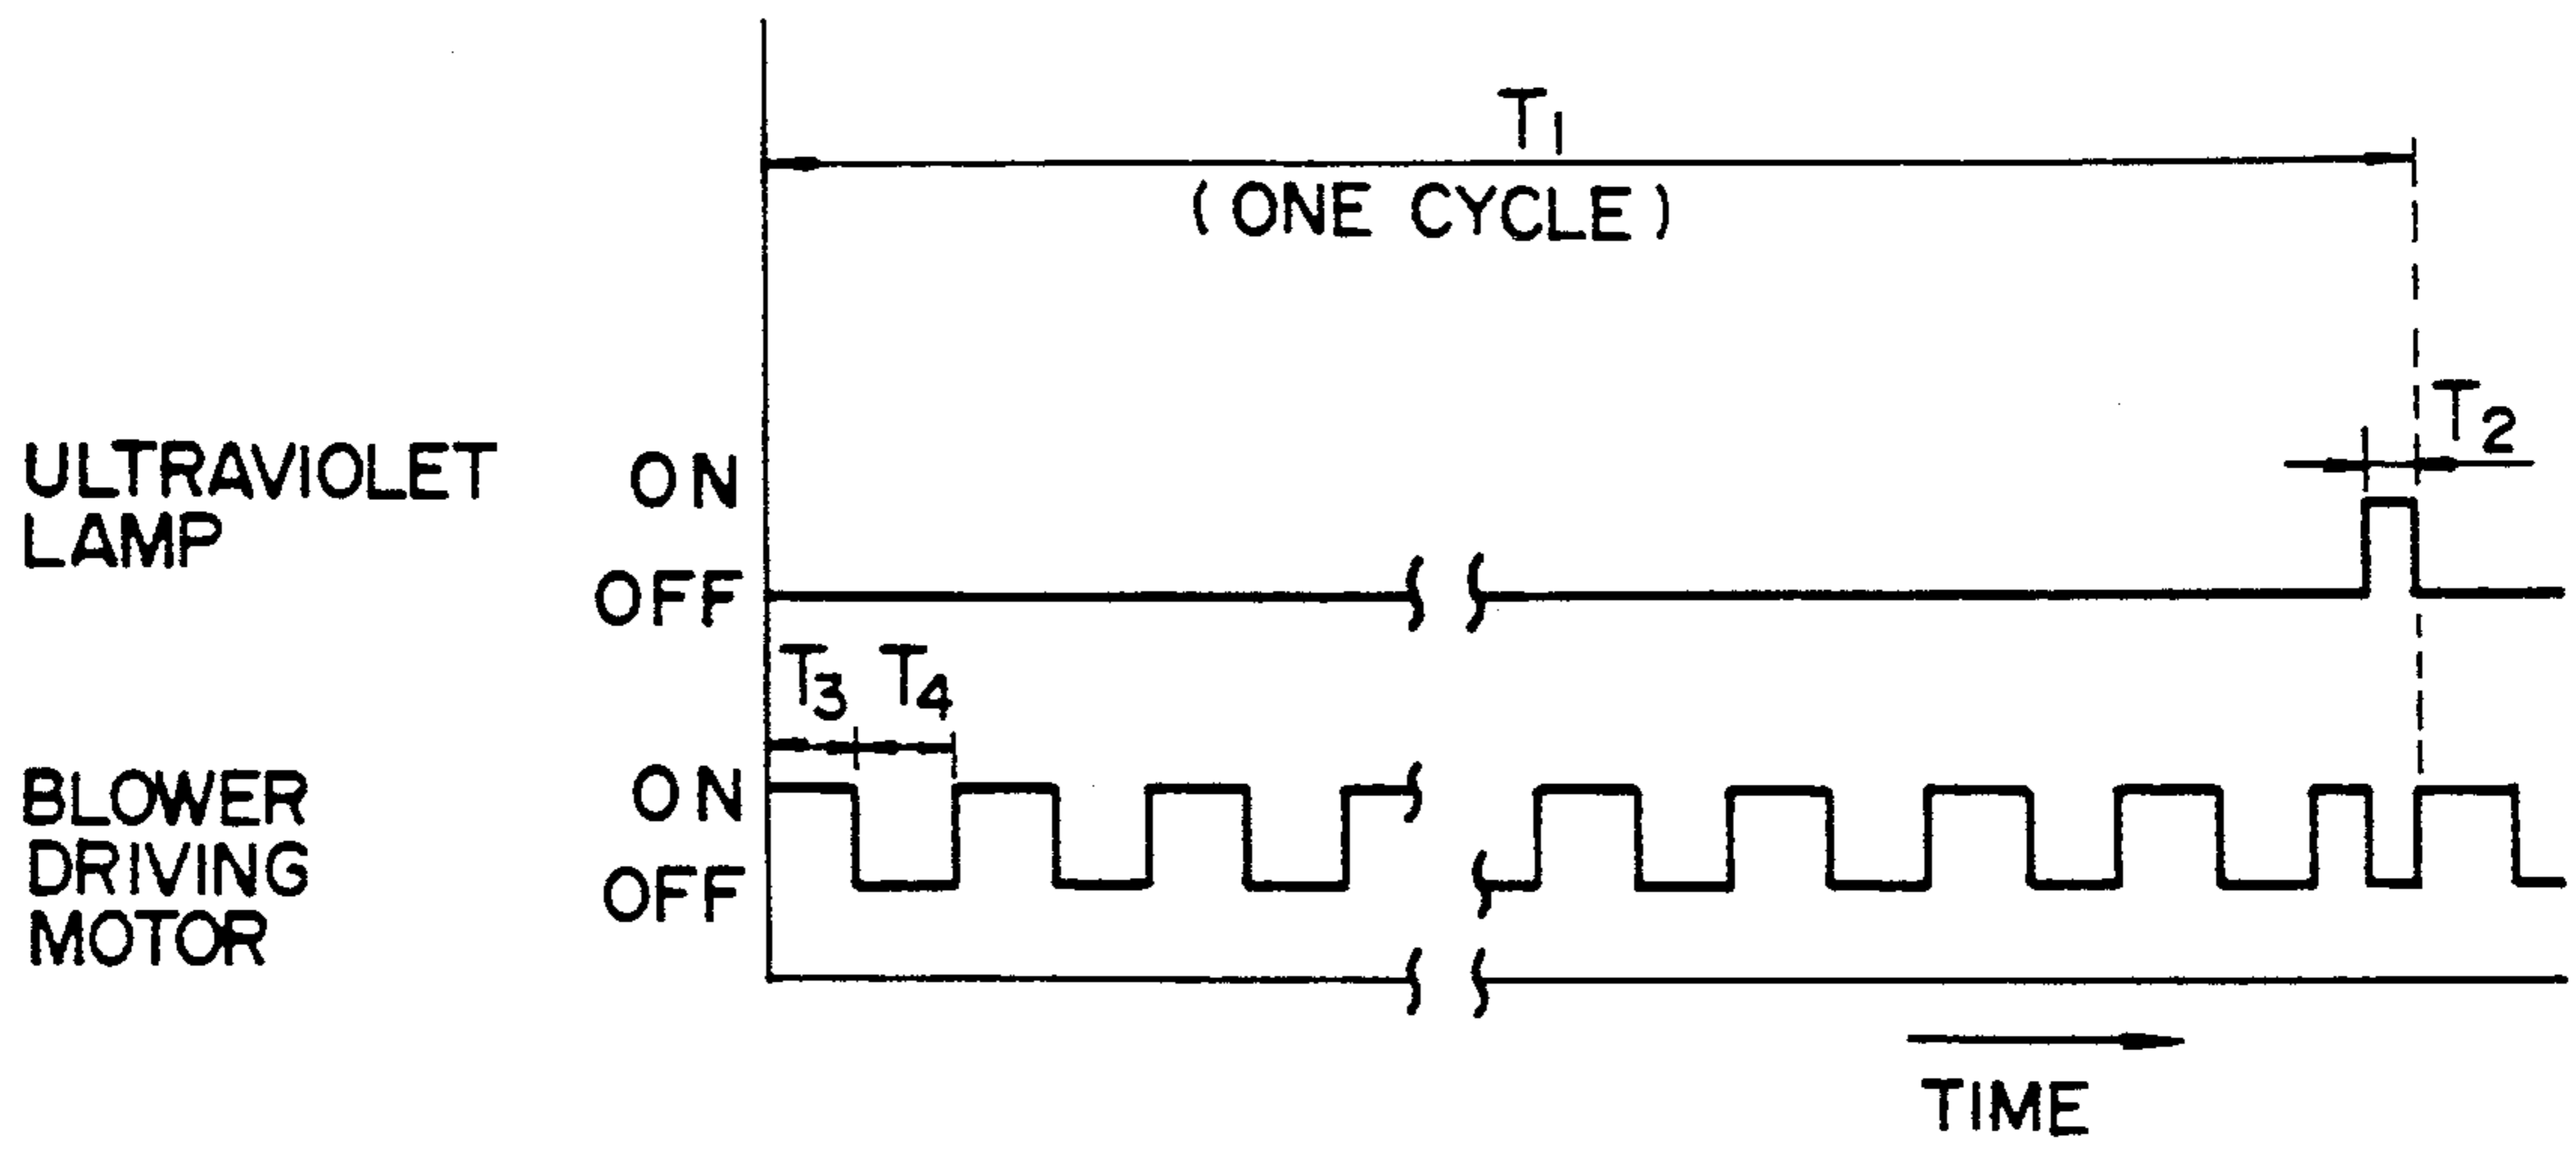 T1
(ONE CYCLE)
T2
ULTRAVIOLET
LAMP
ON
OFF
T3 T4
BLOWER
DRIVING
MOTOR
ON
OFF
TIME